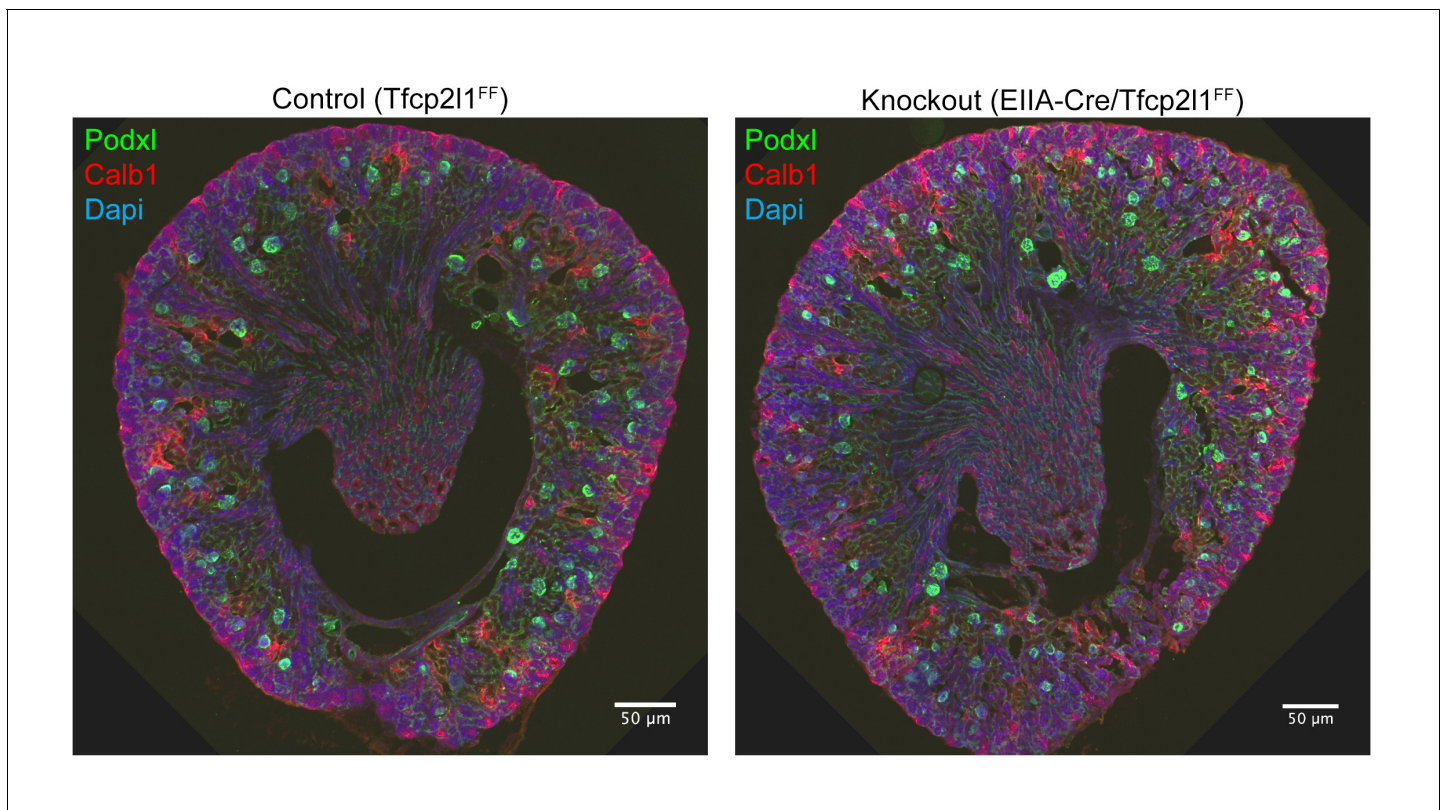 Control (Tfcp2l1FF)
Podxl
Calb1
Dapi
50 µm
Knockout (EIIA-Cre/Tfcp2l1FF)
Podxl
Calb1
Dapi
50 µm